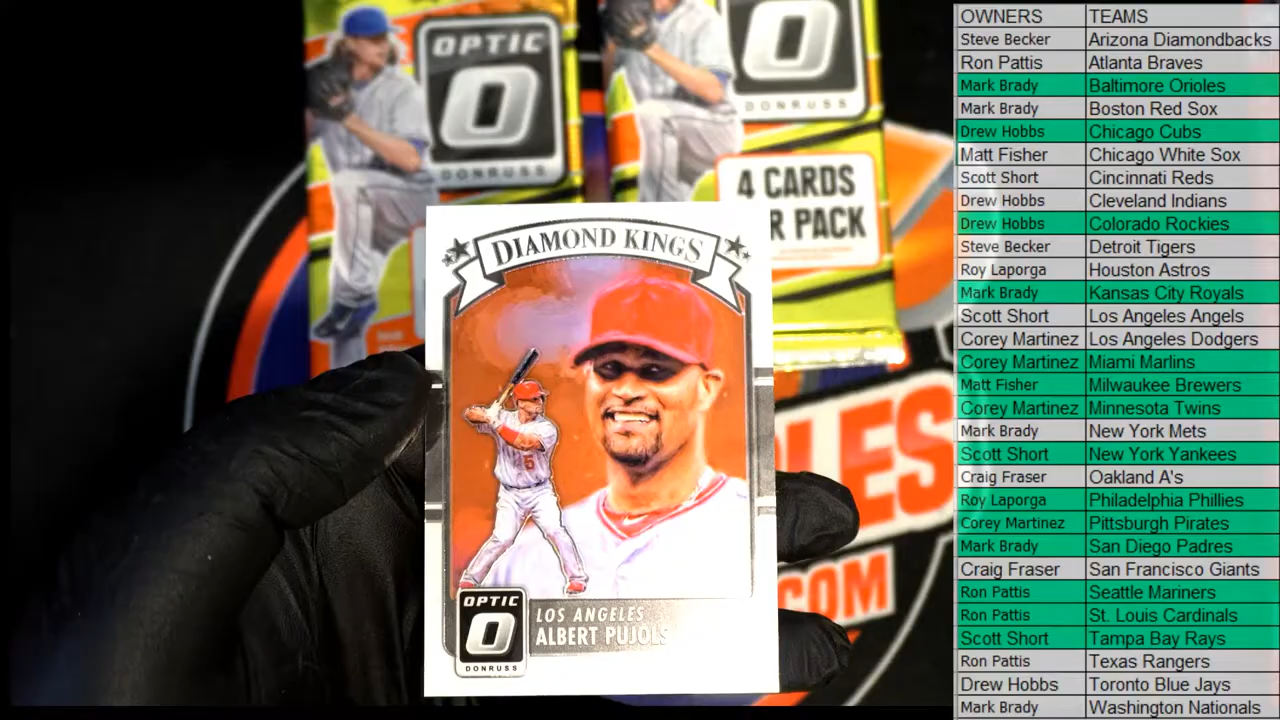 OPTIC
O
DONRUSS
O
DONRUSS
4 CARDS
R PACK
DIAMOND KINGS
5
OPTIC
O
DONRUSS
LOS ANGELES
ALBERT PUJOLS
LES
COM
OWNERS TEAMS
Steve Becker Arizona Diamondbacks
Ron Pattis Atlanta Braves
Mark Brady Baltimore Orioles
Mark Brady Boston Red Sox
Drew Hobbs Chicago Cubs
Matt Fisher Chicago White Sox
Scott Short Cincinnati Reds
Drew Hobbs Cleveland Indians
Drew Hobbs Colorado Rockies
Steve Becker Detroit Tigers
Roy Laporga Houston Astros
Mark Brady Kansas City Royals
Scott Short Los Angeles Angels
Corey Martinez Los Angeles Dodgers
Corey Martinez Miami Marlins
Matt Fisher Milwaukee Brewers
Corey Martinez Minnesota Twins
Mark Brady New York Mets
Scott Short New York Yankees
Craig Fraser Oakland A's
Roy Laporga Philadelphia Phillies
Corey Martinez Pittsburgh Pirates
Mark Brady San Diego Padres
Craig Fraser San Francisco Giants
Ron Pattis Seattle Mariners
Ron Pattis St. Louis Cardinals
Scott Short Tampa Bay Rays
Ron Pattis Texas Rangers
Drew Hobbs Toronto Blue Jays
Mark Brady Washington Nationals